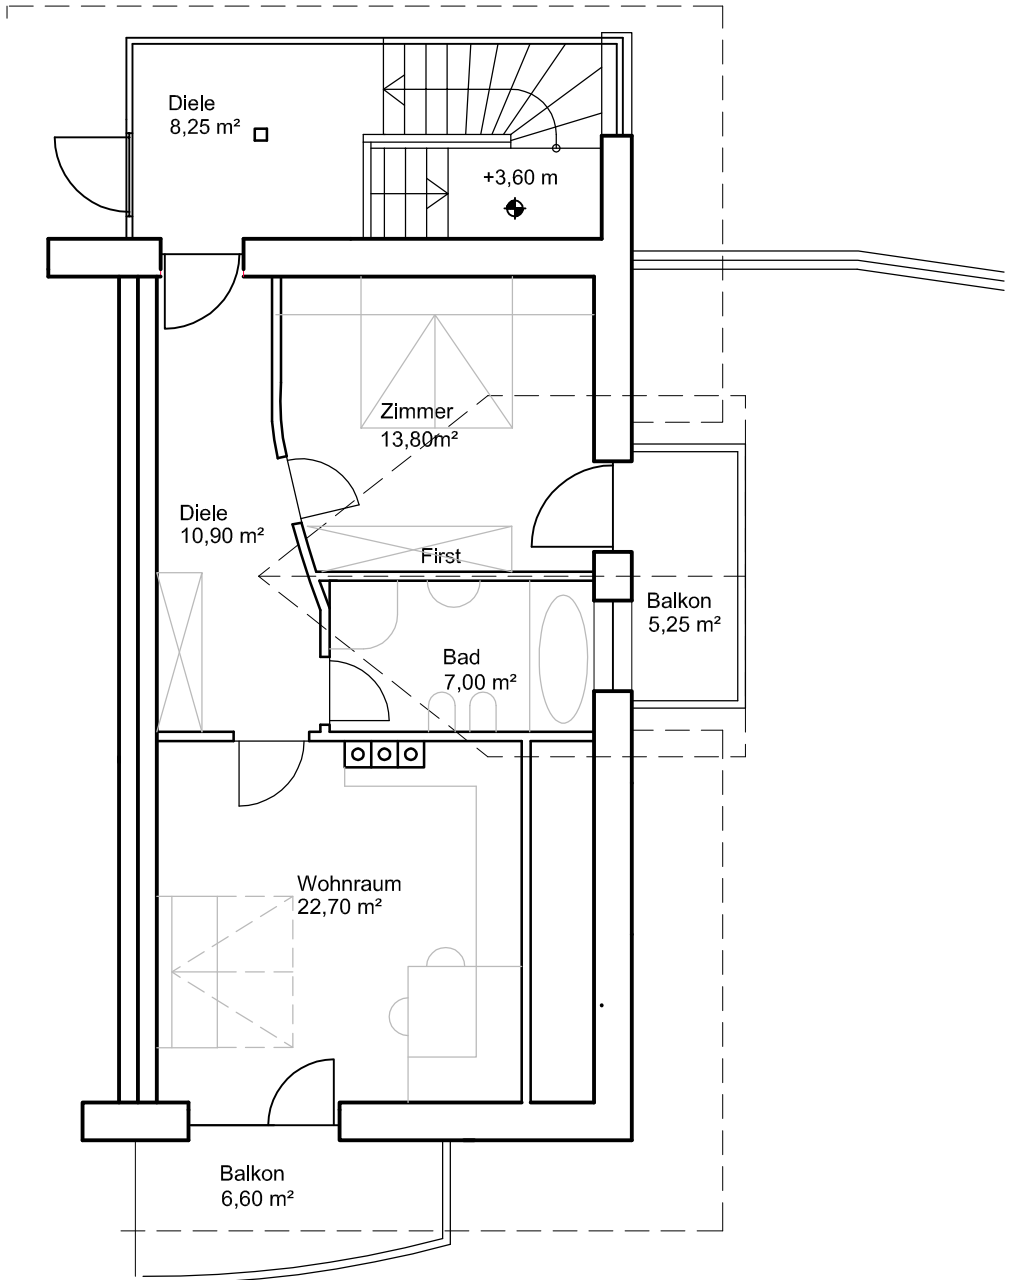 Diele
8,25 m²
+3,60 m
Zimmer
13,80m²
Diele
10,90 m²
First
Balkon
5,25 m²
Bad
7,00 m²
Wohnraum
22,70 m²
Balkon
6,60 m²